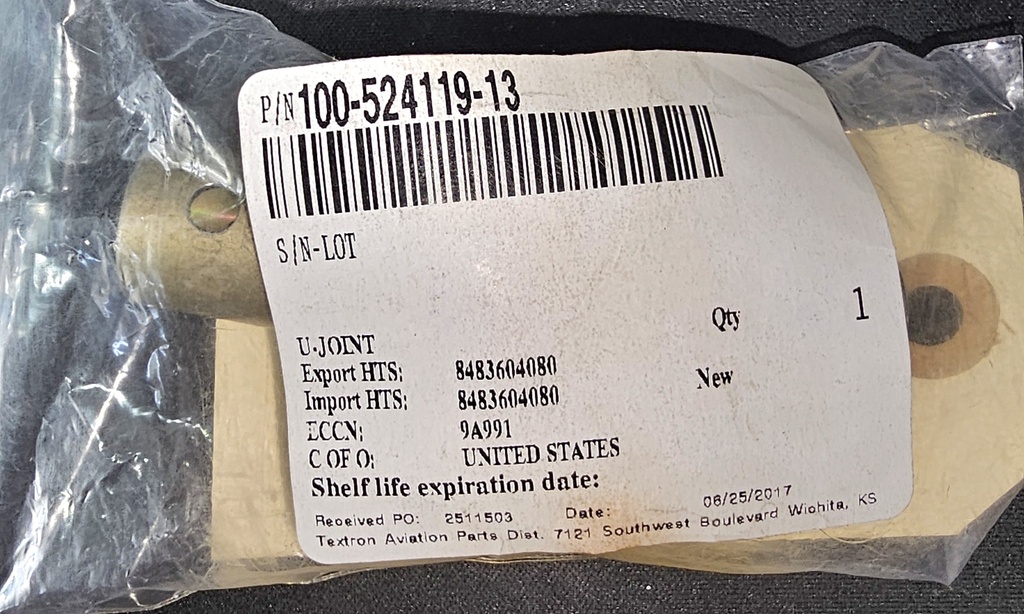 P/N 100-524119-13
S/N-LOT
Qty 1
U-JOINT
Export HTS: 8483604080
New
Import HTS: 8483604080
ECCN: 9A991
C OF O: UNITED STATES
Shelf life expiration date:
Received PO: 2511503 Date: 06/25/2017
Textron Aviation Parts Dist. 7121 Southwest Boulevard Wichita, KS